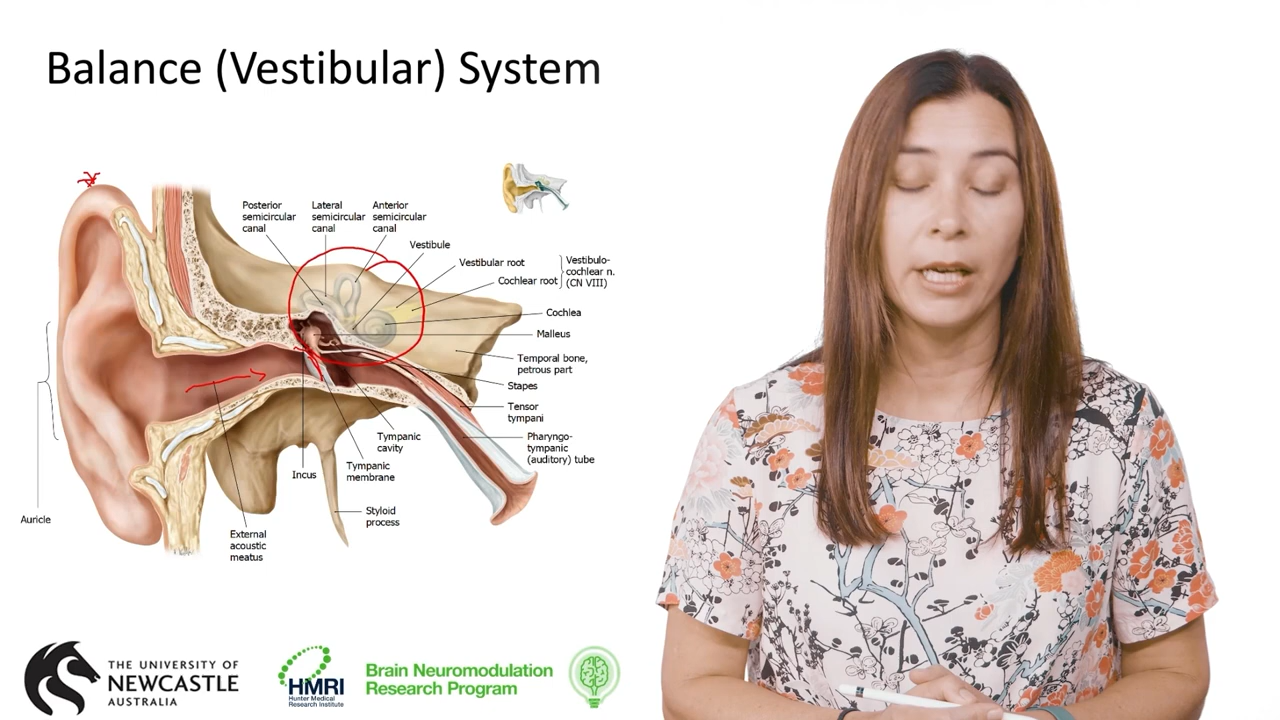 Balance (Vestibular) System
Posterior
semicircular
canal
Lateral
semicircular
canal
Anterior
semicircular
canal
Vestibule
Vestibular root
Cochlear root
Vestibulo-
cochlear n.
(CN VIII)
Cochlea
Malleus
Temporal bone,
petrous part
Stapes
Tensor
tympani
Pharyngo-
tympanic
(auditory) tube
Tympanic
cavity
Tympanic
membrane
Incus
Styloid
process
Auricle
External
acoustic
meatus
THE UNIVERSITY OF
NEWCASTLE
AUSTRALIA
HMRI
Hunter Medical
Research Institute
Brain Neuromodulation
Research Program